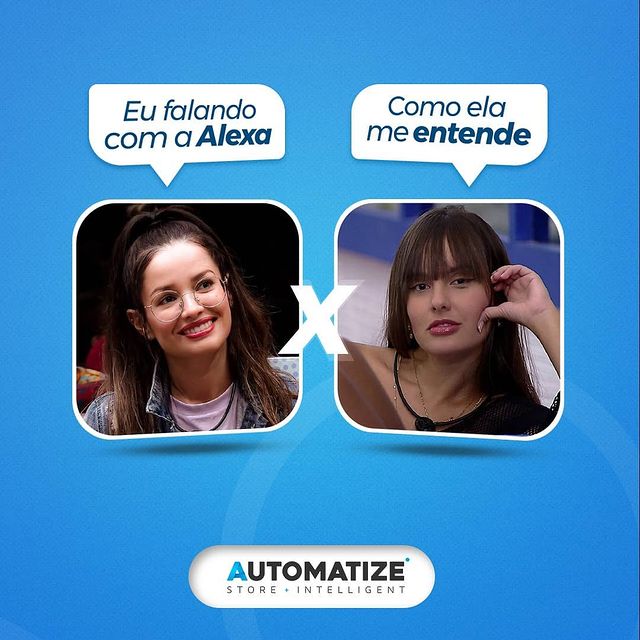 Eu falando
com a Alexa
Como ela
me entende
X
AUTOMATIZE
STORE + INTELLIGENT